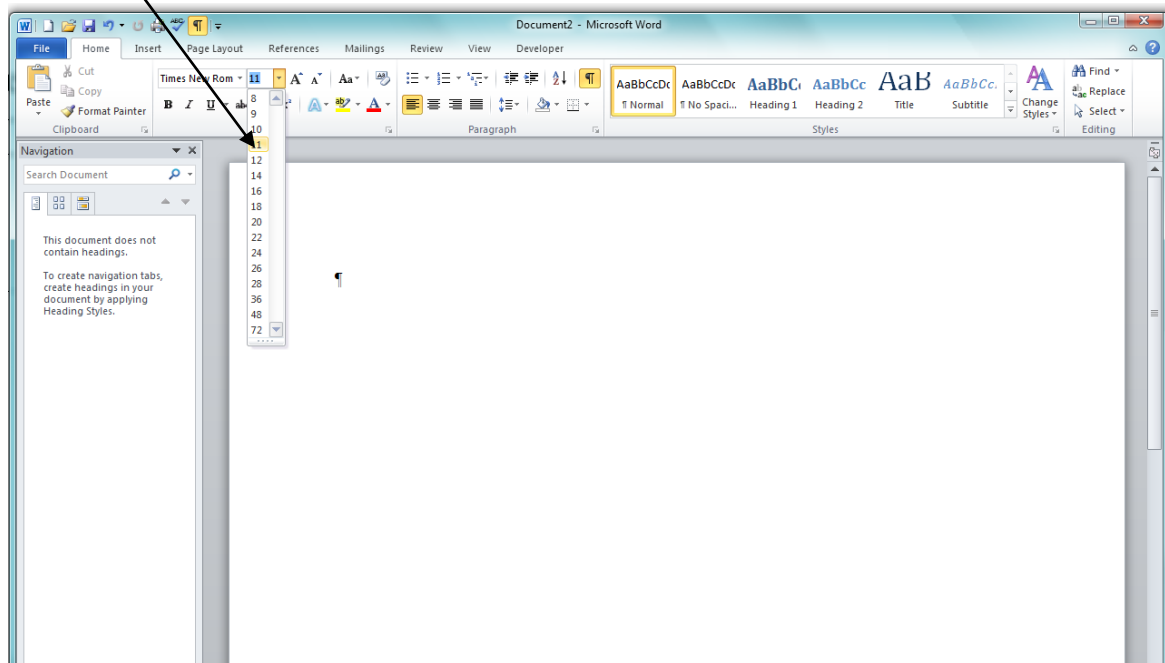 Document2 - Microsoft Word
File Home Insert Page Layout References Mailings Review View Developer
Cut
Copy
Paste
Format Painter
Clipboard
Times New Rom 11
B I U
Paragraph
AaBbCcDc AaBbCcDc AaBbC AaBbCc AaB AaBbCc.
¶ Normal ¶ No Spaci... Heading 1 Heading 2 Title Subtitle
Change
Styles
Styles
Find
Replace
Select
Editing
Navigation
Search Document
This document does not
contain headings.
To create navigation tabs,
create headings in your
document by applying
Heading Styles.
8
9
10
11
12
14
16
18
20
22
24
26
28
36
48
72
¶